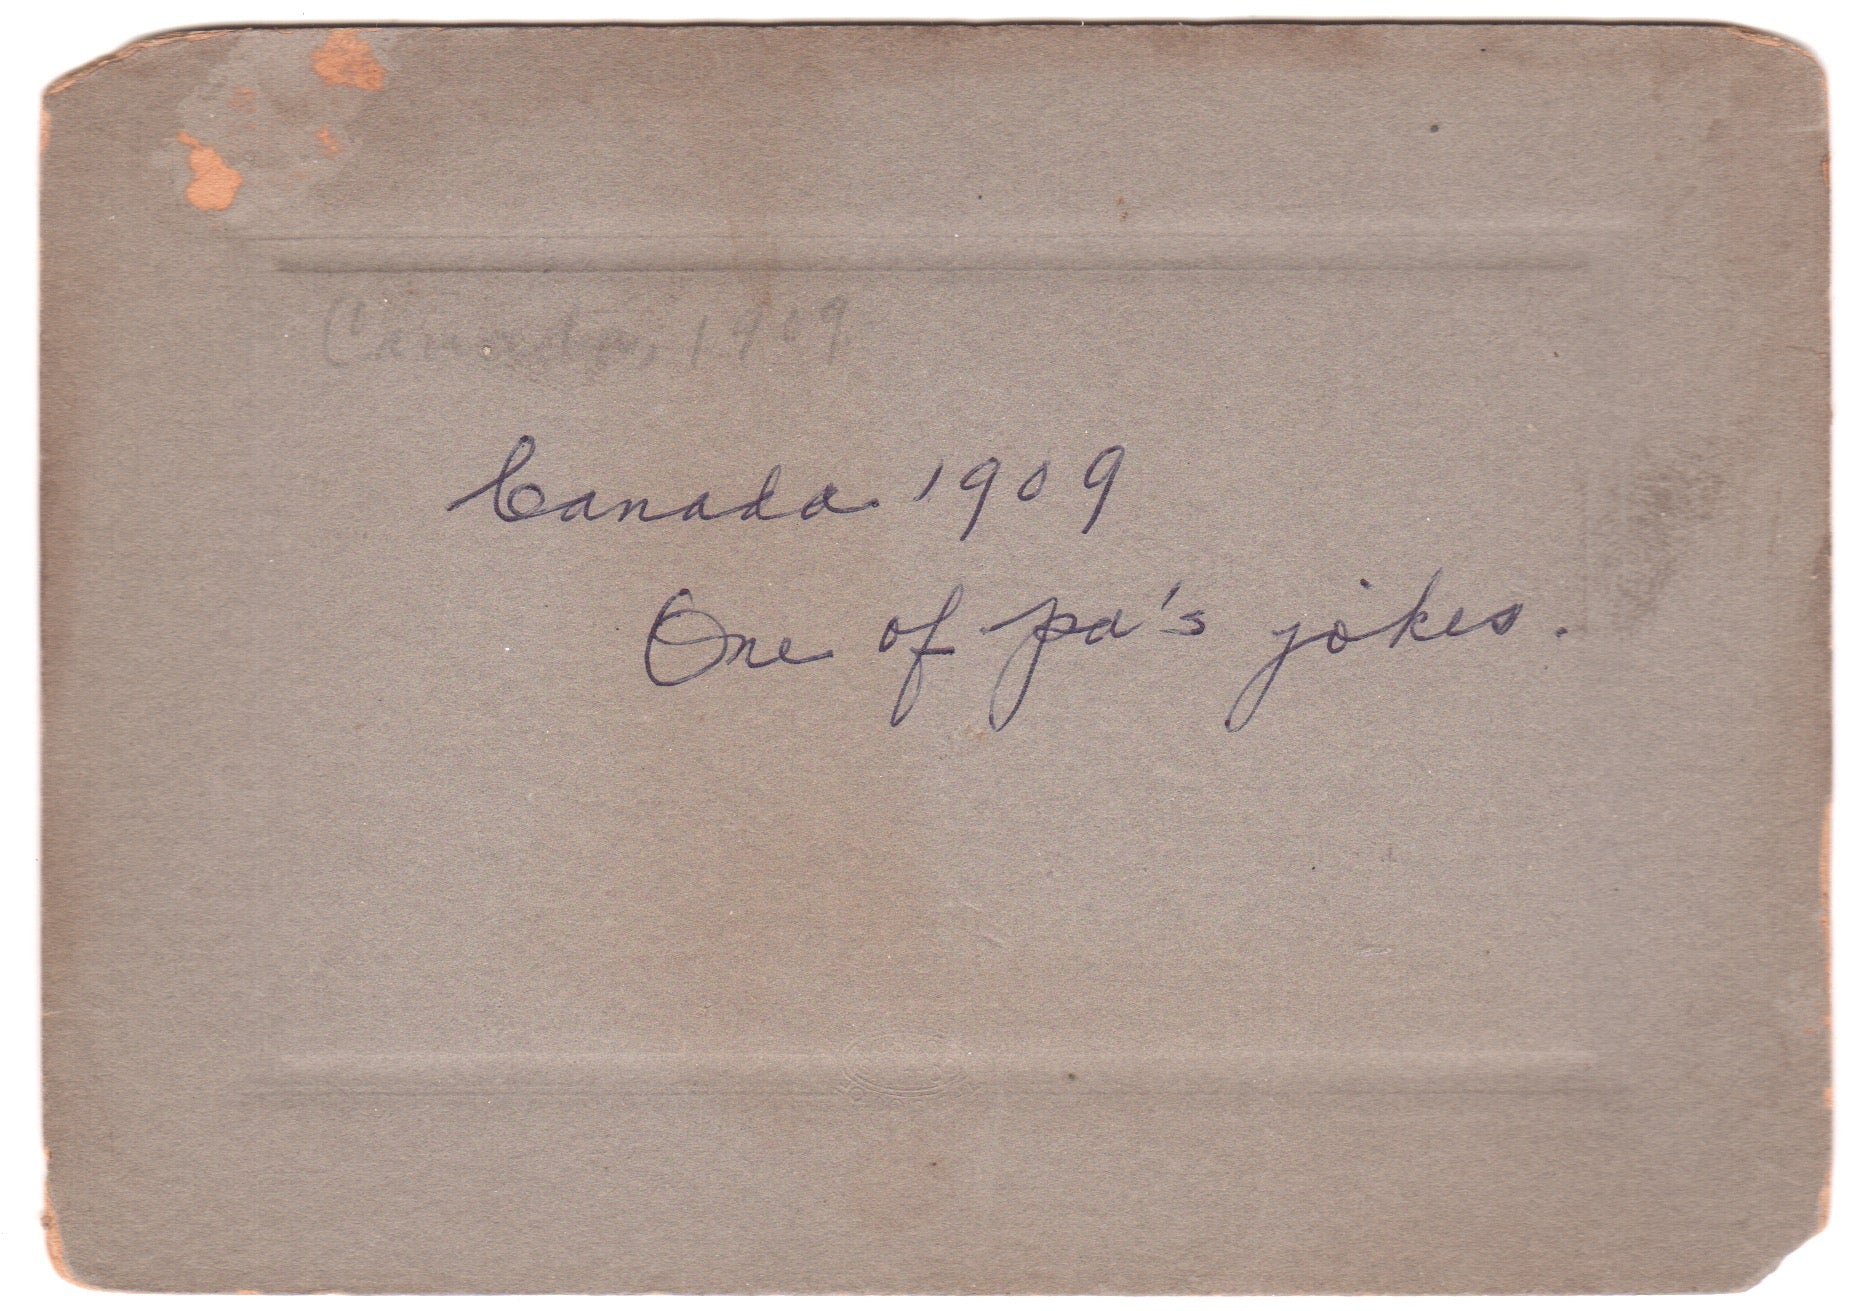 Canada, 1909
Canada 1909
One of pa's jokes.